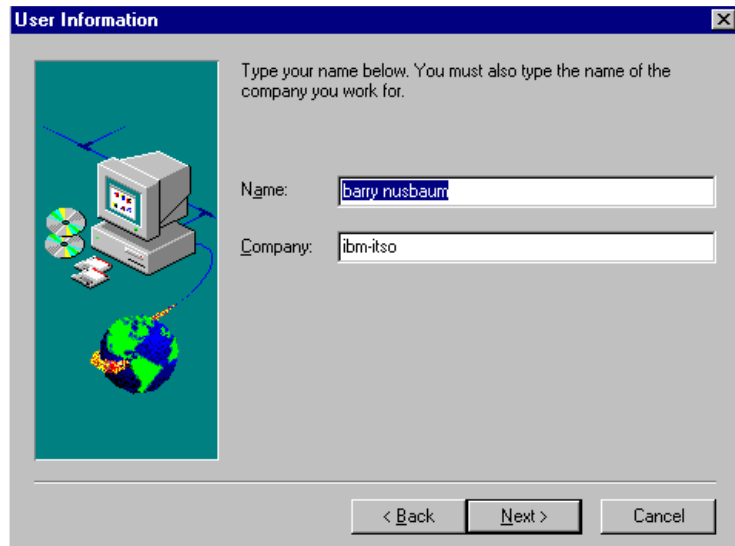 User Information
Type your name below. You must also type the name of the
company you work for.
Name: barry nusbaum
Company: ibm-itso
< Back Next > Cancel